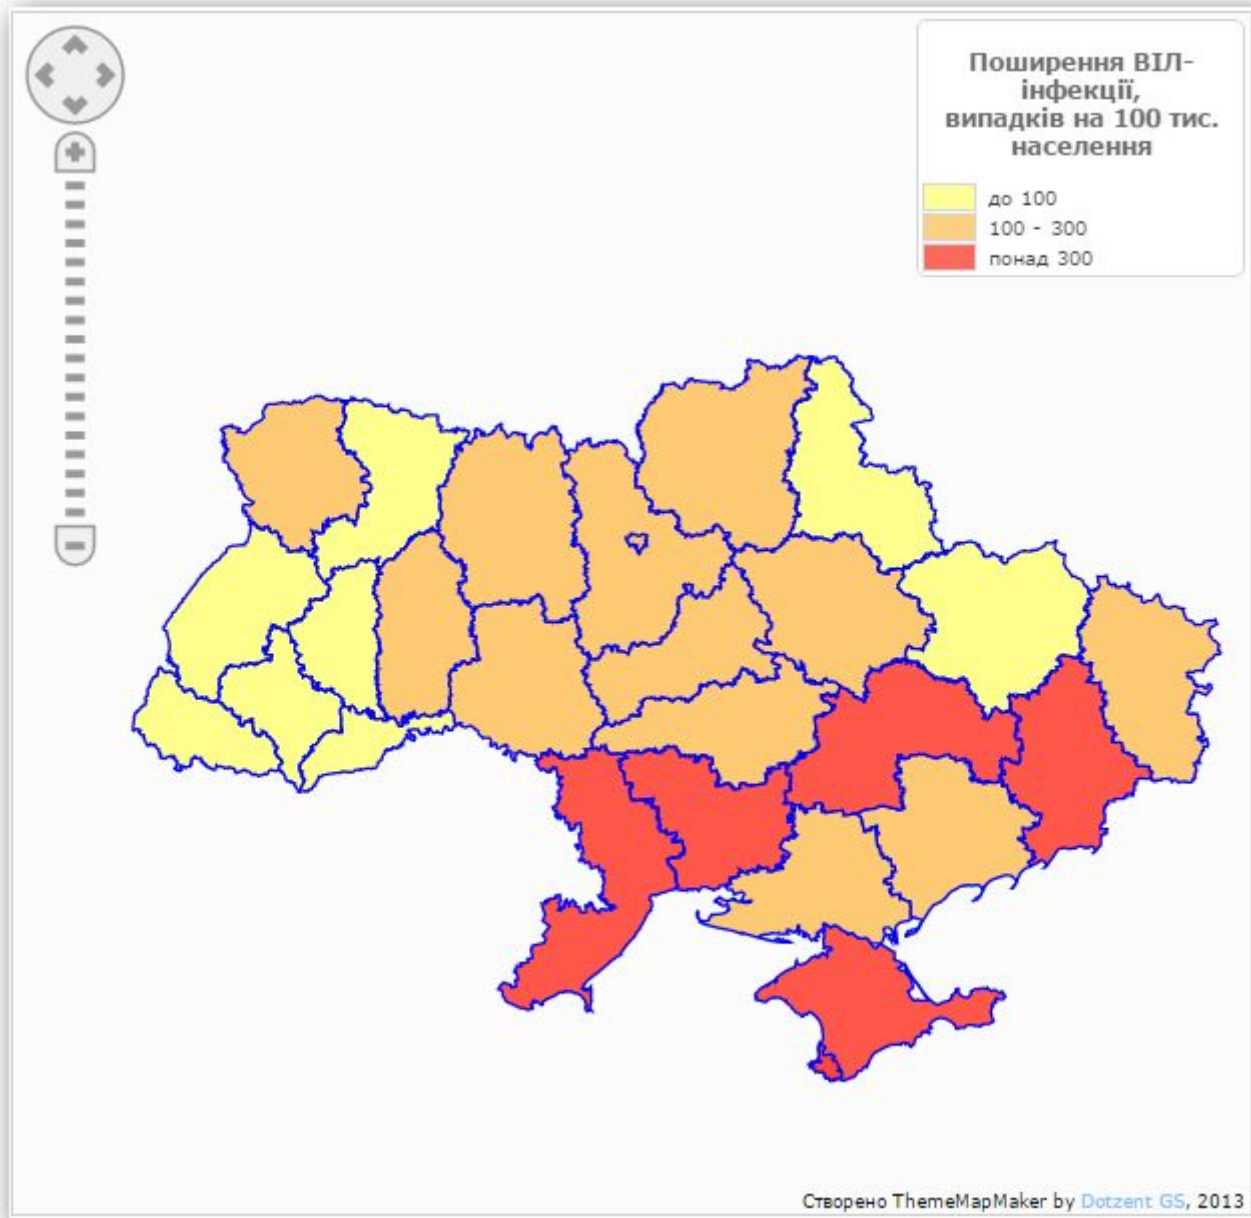 Поширення ВІЛ-
інфекції,
випадків на 100 тис.
населення
до 100
100 - 300
понад 300
Створено ThemeMapMaker by Dotzent GS, 2013